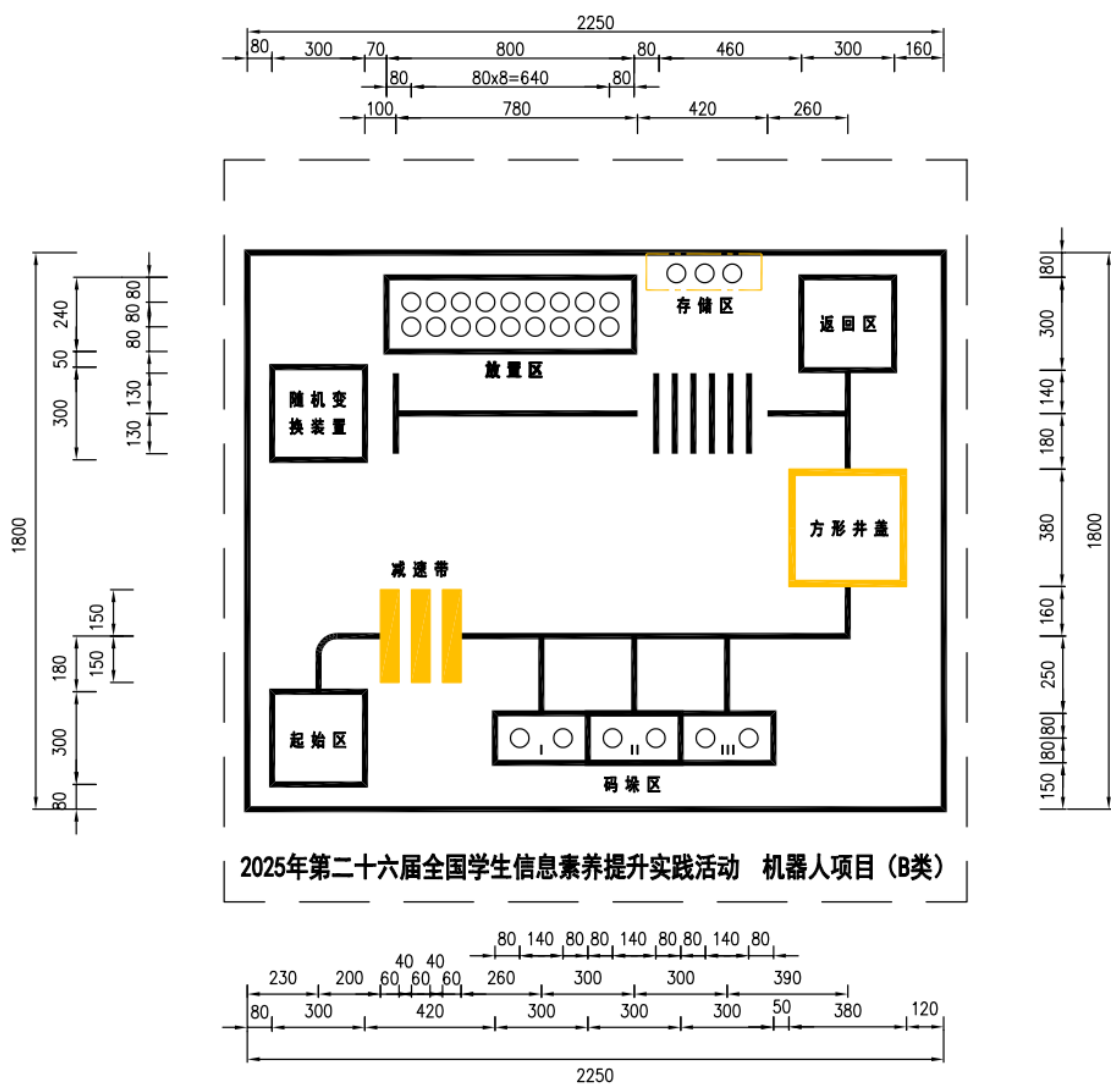 2250
80 300 70 800 80 460 300 160
80 80x8=640 80
100 780 420 260
1800
240 50 300
80 80 80 130 130
存储区
放置区
返回区
随机变
换装置
方形井盖
减速带
起始区
I II III
码垛区
80 300 140 180 380 160 250 80 80 150
1800
150 150
180 300 80
2025年第二十六届全国学生信息素养提升实践活动 机器人项目（B类）
80 140 80 80 140 80 80 140 80
40 40
230 200 60 60 60 260 300 300 390
80 300 420 300 300 300 50 380 120
2250